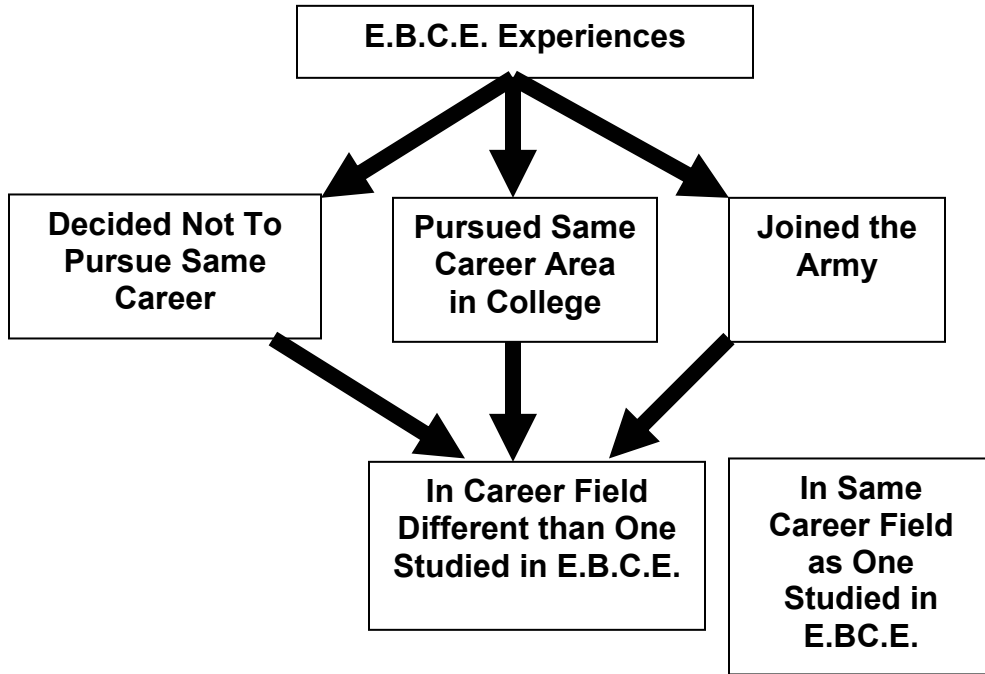 E.B.C.E. Experiences
Decided Not To
Pursue Same
Career
Pursued Same
Career Area
in College
Joined the
Army
In Career Field
Different than One
Studied in E.B.C.E.
In Same
Career Field
as One
Studied in
E.BC.E.